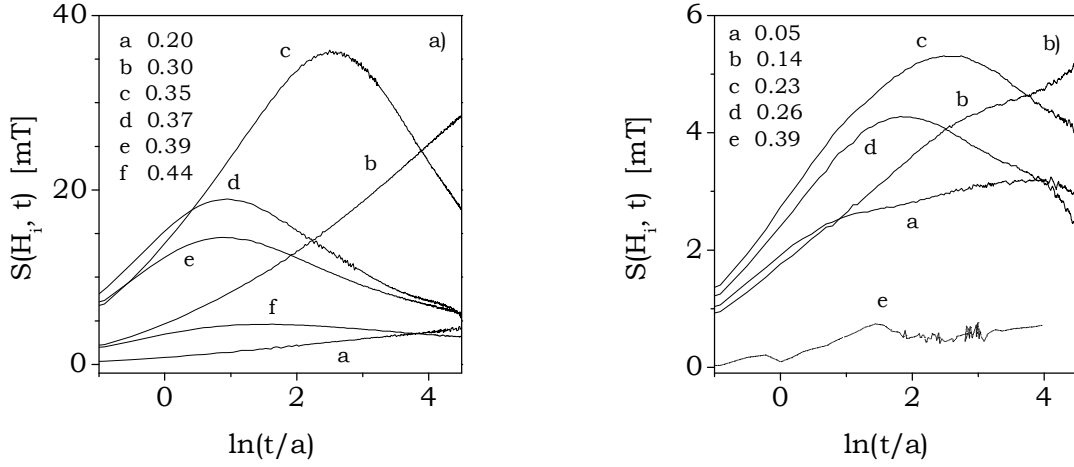 40
20
0
S(H_i, t) [mT]
a 0.20
b 0.30
c 0.35
d 0.37
e 0.39
f 0.44
a)
c
b
d
e
f
a
0 2 4
ln(t/a)
6
4
2
0
S(H_i, t) [mT]
a 0.05
b 0.14
c 0.23
d 0.26
e 0.39
b)
c
b
d
a
e
0 2 4
ln(t/a)